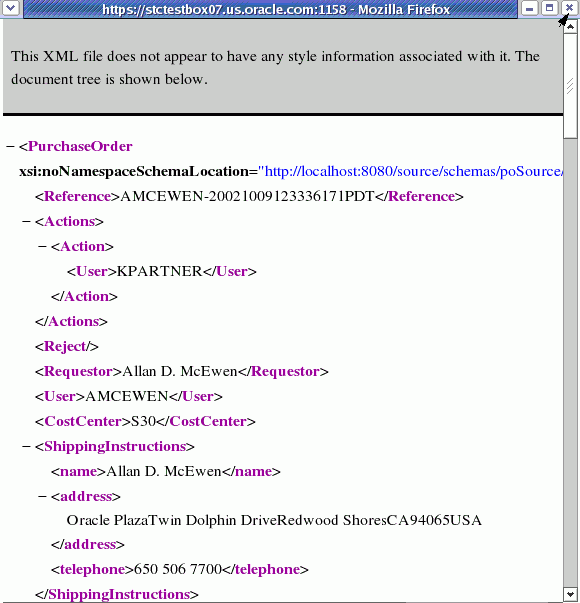 https://stctestbox07.us.oracle.com:1158 - Mozilla Firefox
This XML file does not appear to have any style information associated with it. The
document tree is shown below.
− <PurchaseOrder
xsi:noNamespaceSchemaLocation="http://localhost:8080/source/schemas/poSource/
<Reference>AMCEWEN-20021009123336171PDT</Reference>
− <Actions>
− <Action>
<User>KPARTNER</User>
</Action>
</Actions>
<Reject/>
<Requestor>Allan D. McEwen</Requestor>
<User>AMCEWEN</User>
<CostCenter>S30</CostCenter>
− <ShippingInstructions>
<name>Allan D. McEwen</name>
− <address>
Oracle PlazaTwin Dolphin DriveRedwood ShoresCA94065USA
</address>
<telephone>650 506 7700</telephone>
</ShippingInstructions>